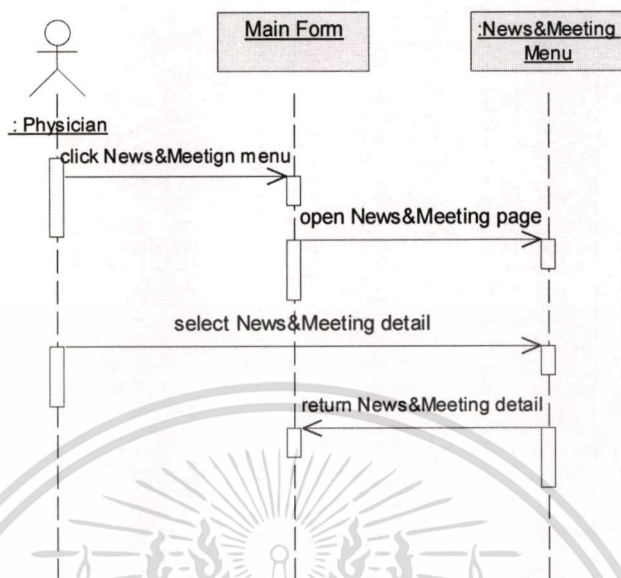 Main Form
:News&Meeting
Menu
: Physician
click News&Meetign menu
open News&Meeting page
select News&Meeting detail
return News&Meeting detail